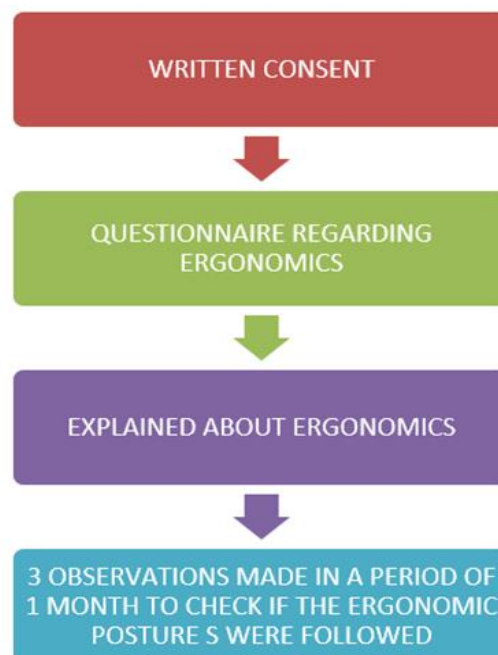 WRITTEN CONSENT
QUESTIONNAIRE REGARDING
ERGONOMICS
EXPLAINED ABOUT ERGONOMICS
3 OBSERVATIONS MADE IN A PERIOD OF
1 MONTH TO CHECK IF THE ERGONOMIC
POSTURE S WERE FOLLOWED